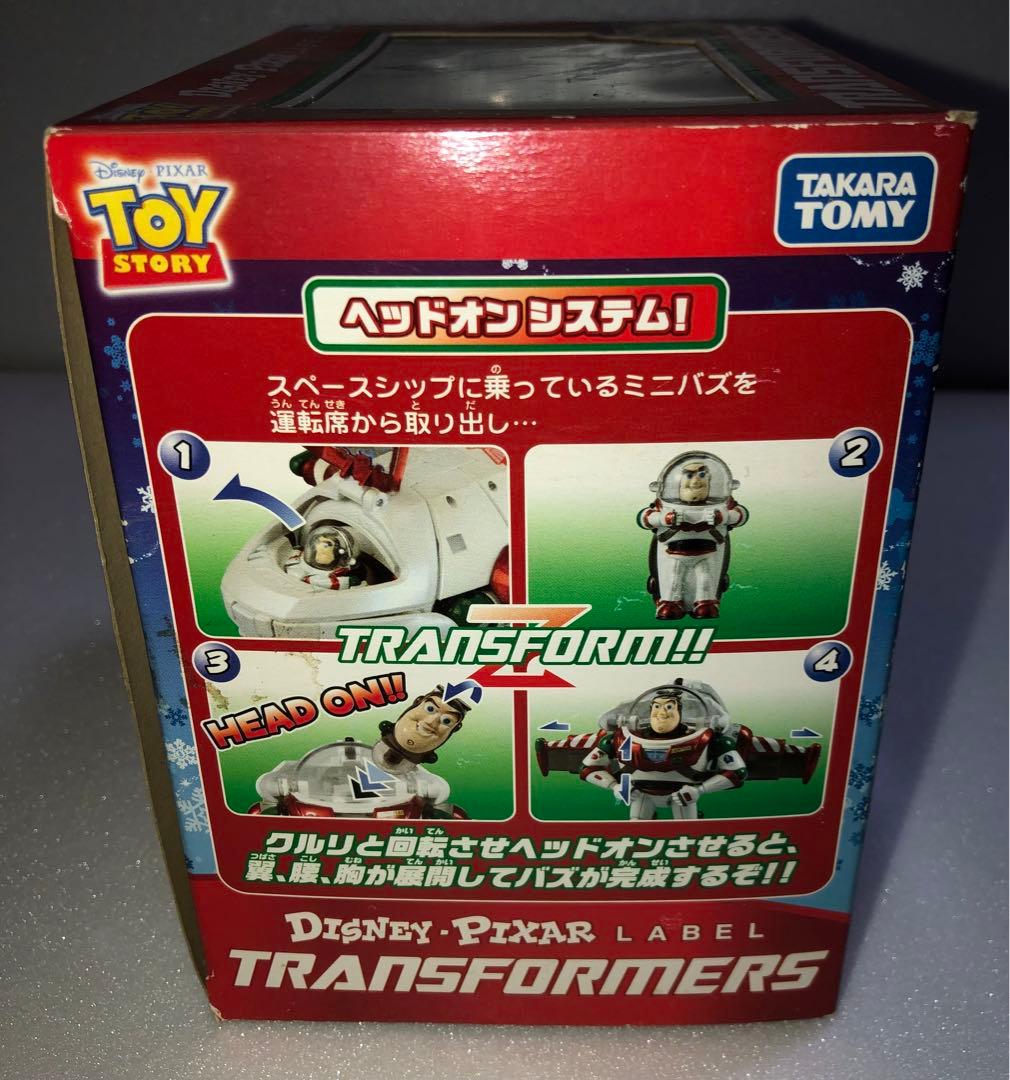 Disney · PIXAR
TOY
STORY
TAKARA
TOMY
ヘッドオンシステム!
スペースシップに乗っているミニバズを
運転席から取り出し…
1
2
TRANSFORM!!
3
HEAD ON!!
4
クルリと回転させヘッドオンさせると、
翼、腰、胸が展開してバズが完成するぞ!!
DISNEY·PIXAR LABEL
TRANSFORMERS